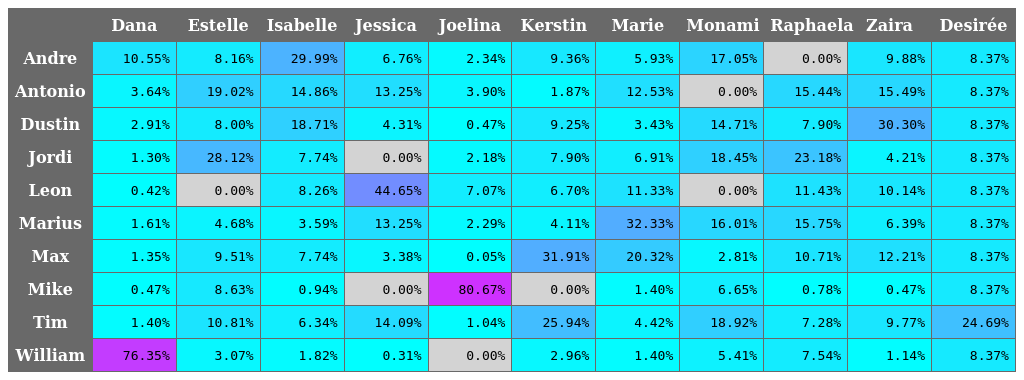 Dana Estelle Isabelle Jessica Joelina Kerstin Marie Monami Raphaela Zaira Desirée
Andre 10.55% 8.16% 29.99% 6.76% 2.34% 9.36% 5.93% 17.05% 0.00% 9.88% 8.37%
Antonio 3.64% 19.02% 14.86% 13.25% 3.90% 1.87% 12.53% 0.00% 15.44% 15.49% 8.37%
Dustin 2.91% 8.00% 18.71% 4.31% 0.47% 9.25% 3.43% 14.71% 7.90% 30.30% 8.37%
Jordi 1.30% 28.12% 7.74% 0.00% 2.18% 7.90% 6.91% 18.45% 23.18% 4.21% 8.37%
Leon 0.42% 0.00% 8.26% 44.65% 7.07% 6.70% 11.33% 0.00% 11.43% 10.14% 8.37%
Marius 1.61% 4.68% 3.59% 13.25% 2.29% 4.11% 32.33% 16.01% 15.75% 6.39% 8.37%
Max 1.35% 9.51% 7.74% 3.38% 0.05% 31.91% 20.32% 2.81% 10.71% 12.21% 8.37%
Mike 0.47% 8.63% 0.94% 0.00% 80.67% 0.00% 1.40% 6.65% 0.78% 0.47% 8.37%
Tim 1.40% 10.81% 6.34% 14.09% 1.04% 25.94% 4.42% 18.92% 7.28% 9.77% 24.69%
William 76.35% 3.07% 1.82% 0.31% 0.00% 2.96% 1.40% 5.41% 7.54% 1.14% 8.37%